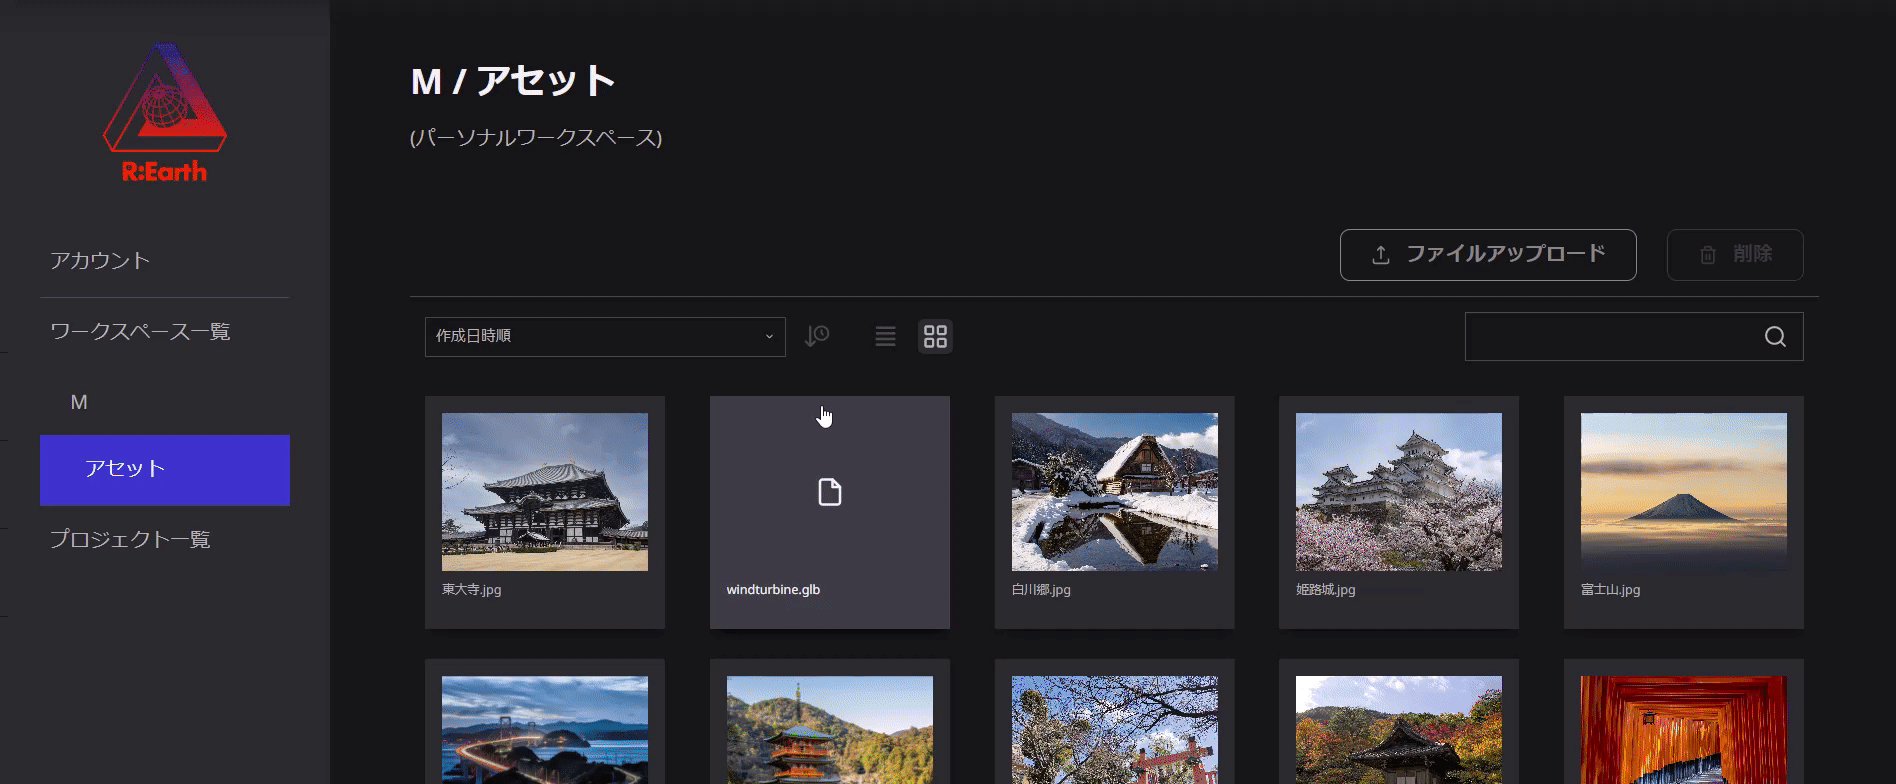 R:Earth
アカウント
ワークスペース一覧
M
アセット
プロジェクト一覧
M / アセット
(パーソナルワークスペース)
ファイルアップロード
削除
作成日時順
東大寺.jpg
windturbine.glb
白川郷.jpg
姫路城.jpg
富士山.jpg